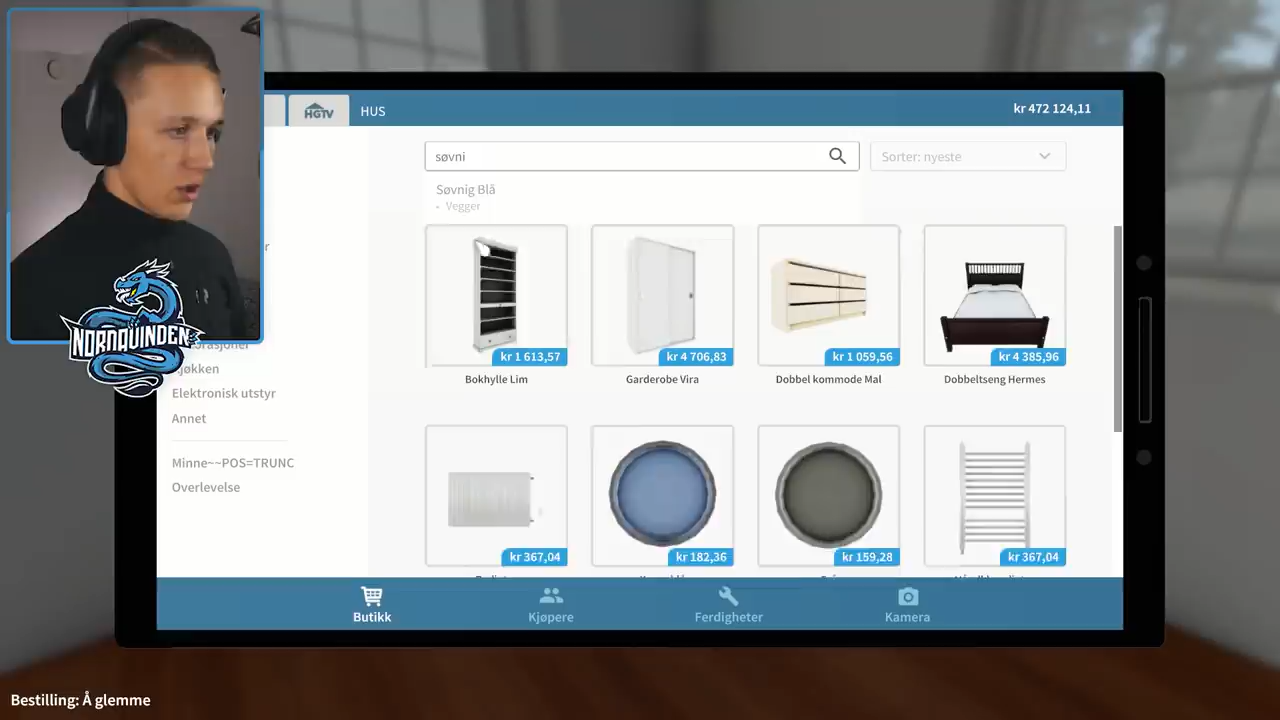 HGTV
HUS
kr 472 124,11
søvni
Sorter: nyeste
Søvnig Blå
Vegger
kr 1 613,57
kr 4 706,83
kr 1 059,56
kr 4 385,96
Bokhylle Lim
Garderobe Vira
Dobbel kommode Mal
Dobbeltseng Hermes
NORNQUINDEN
Elektronisk utstyr
Annet
Minne~~POS=TRUNC
Overlevelse
kr 367,04
kr 182,36
kr 159,28
kr 367,04
Butikk
Kjøpere
Ferdigheter
Kamera
Bestilling: Å glemme